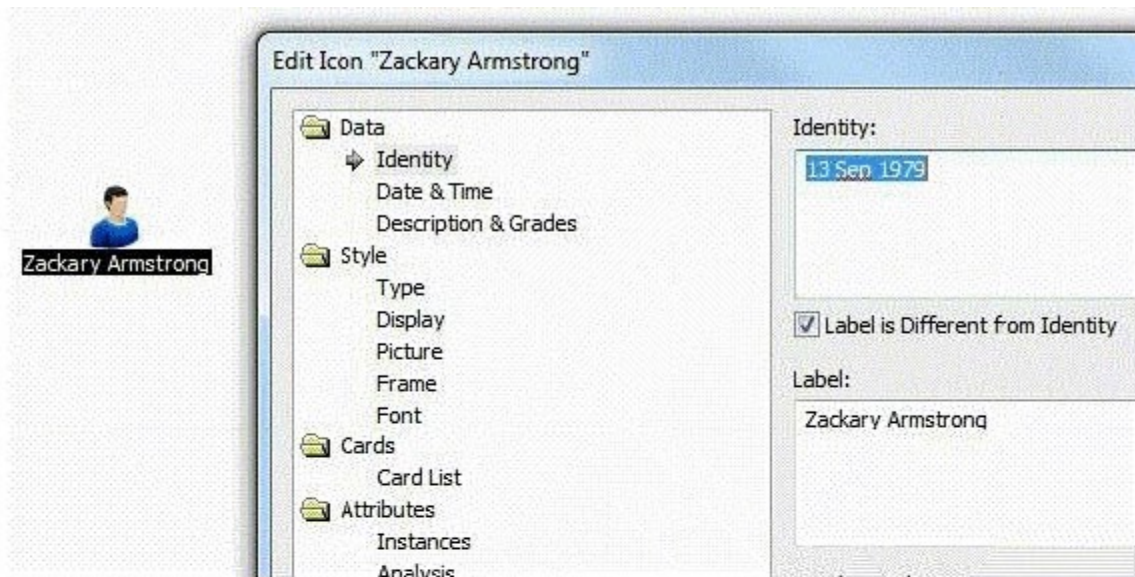 Edit Icon "Zackary Armstrong"
Data
Identity
Date & Time
Description & Grades
Style
Type
Display
Picture
Frame
Font
Cards
Card List
Attributes
Instances
Analysis
Zackary Armstrong
Identity:
13 Sep 1979
Label is Different from Identity
Label:
Zackary Armstrong